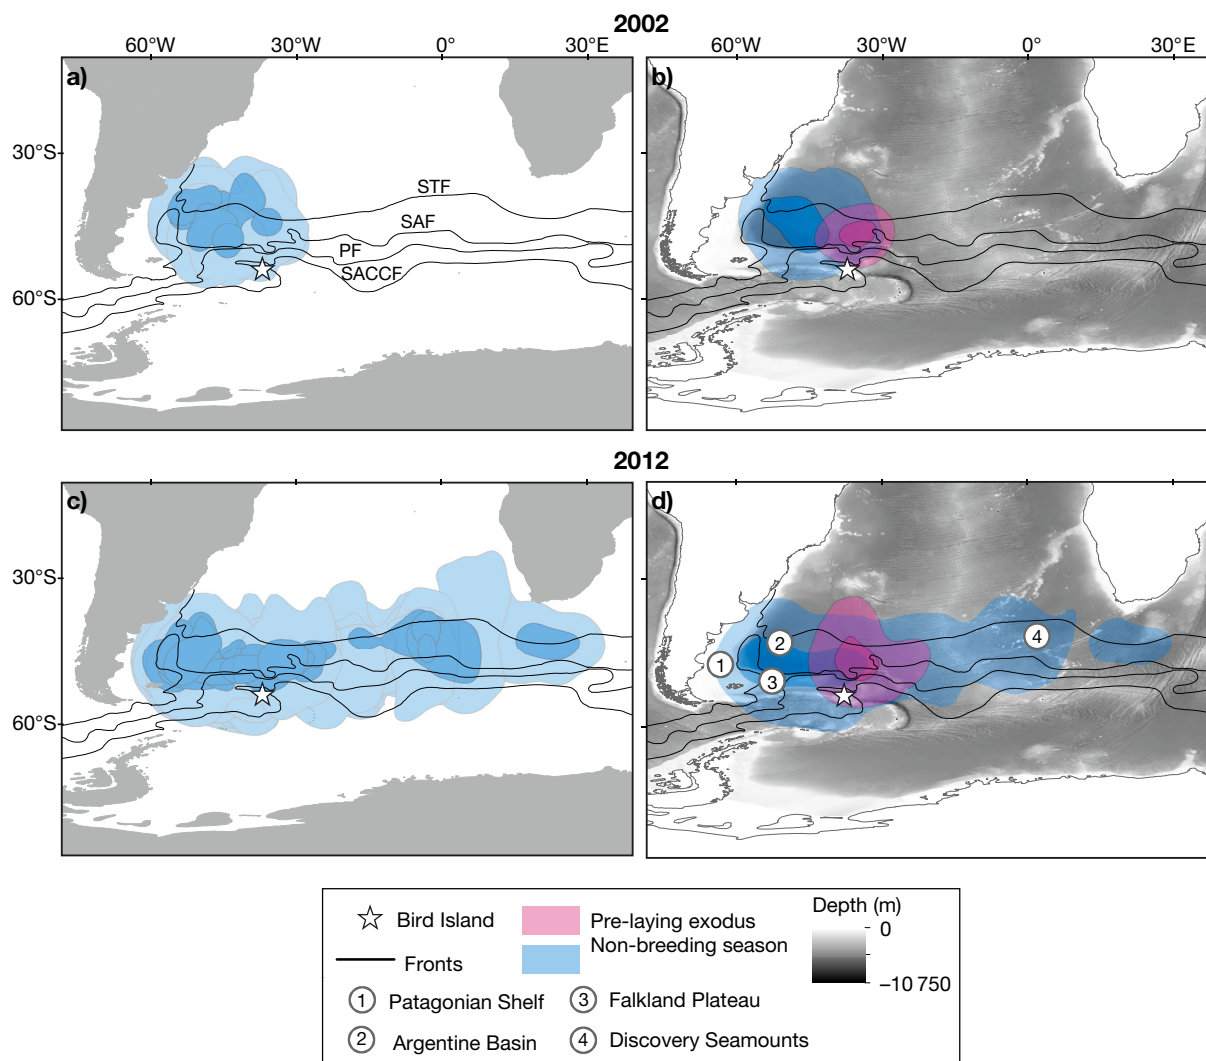 2002
60°W 30°W 0° 30°E 60°W 30°W 0° 30°E
a) b)
30°S
STF
SAF
PF
SACCF
60°S
2012
c) d)
30°S
1 2 3 4
60°S
Bird Island
Pre-laying exodus
Non-breeding season
Depth (m)
0
–10 750
Fronts
1 Patagonian Shelf
3 Falkland Plateau
2 Argentine Basin
4 Discovery Seamounts